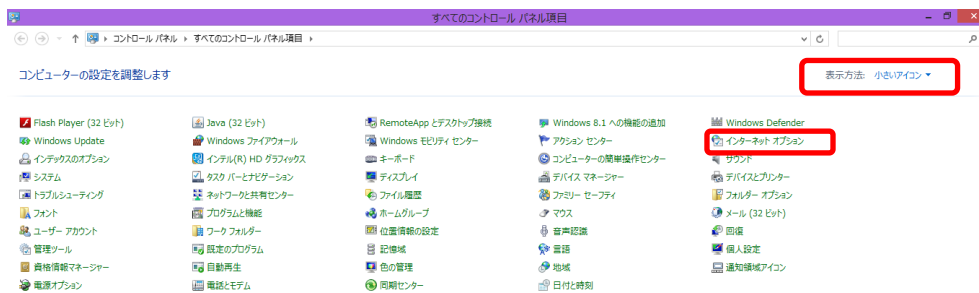 すべてのコントロール パネル項目
コントロール パネル ▸ すべてのコントロール パネル項目 ▸
コンピューターの設定を調整します
表示方法: 小さいアイコン ▼
Flash Player (32 ビット) Java (32 ビット) RemoteApp とデスクトップ接続 Windows 8.1 への機能の追加 Windows Defender
Windows Update Windows ファイアウォール Windows モビリティ センター アクション センター インターネット オプション
インデックスのオプション インテル(R) HD グラフィックス キーボード コンピューターの簡単操作センター サウンド
システム タスク バーとナビゲーション ディスプレイ デバイス マネージャー デバイスとプリンター
トラブルシューティング ネットワークと共有センター ファイル履歴 ファミリー セーフティ フォルダー オプション
フォント プログラムと機能 ホームグループ マウス メール (32 ビット)
ユーザー アカウント ワーク フォルダー 位置情報の設定 音声認識 回復
管理ツール 既定のプログラム 記憶域 言語 個人設定
資格情報マネージャー 自動再生 色の管理 地域 通知領域アイコン
電源オプション 電話とモデム 同期センター 日付と時刻